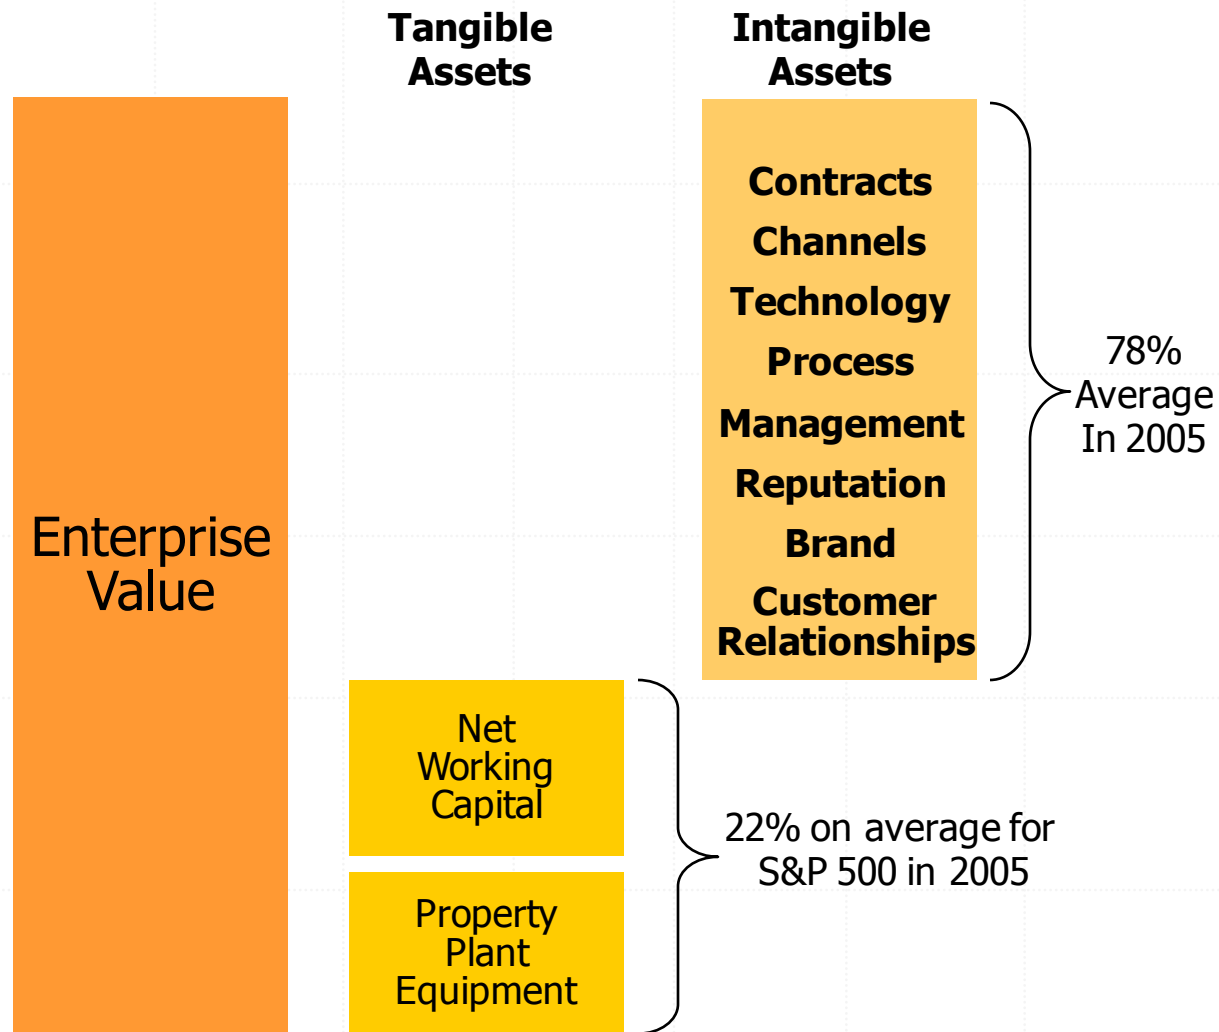 Tangible
Assets
Intangible
Assets
Enterprise
Value
Contracts
Channels
Technology
Process
Management
Reputation
Brand
Customer
Relationships
78%
Average
In 2005
Net
Working
Capital
Property
Plant
Equipment
22% on average for
S&P 500 in 2005